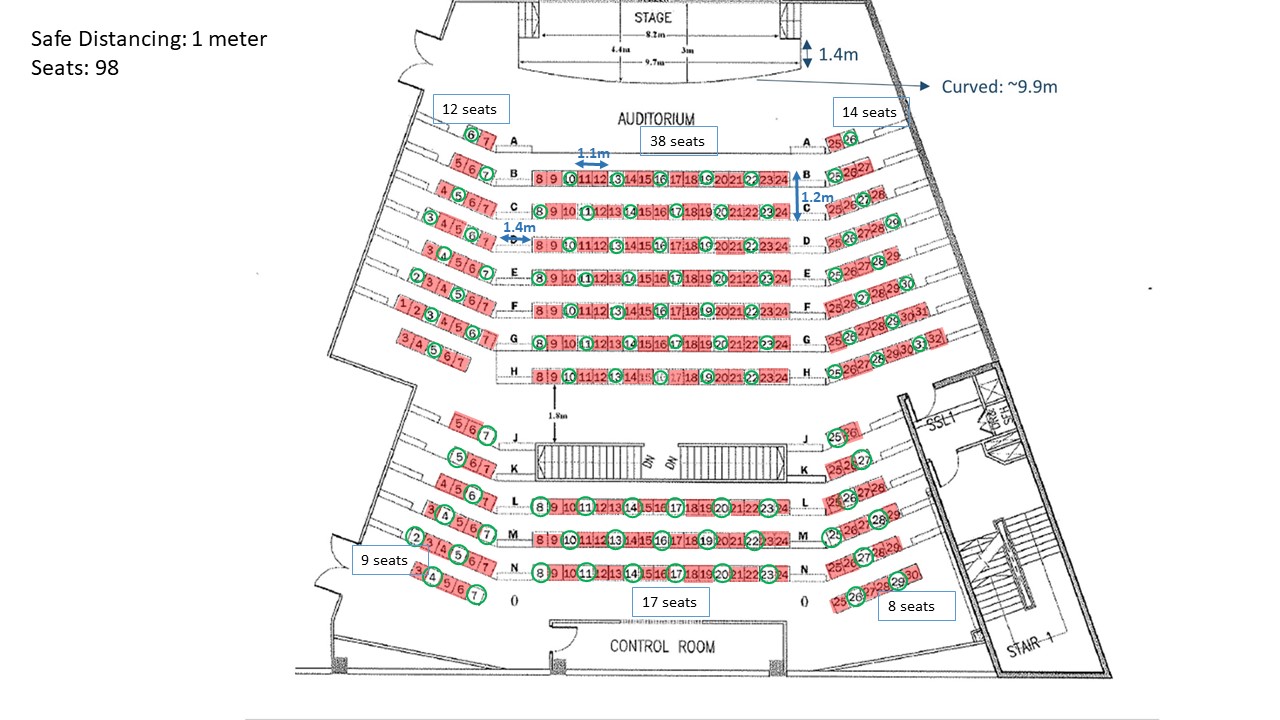 Safe Distancing: 1 meter
Seats: 98
STAGE
8.2m
4.4m
3m
9.7m
1.4m
Curved: ~9.9m
12 seats
14 seats
AUDITORIUM
38 seats
6 7
A
A
25 26
1.1m
5 6 7
B
8 9 10 11 12 13 14 15 16 17 18 19 20 21 22 23 24
B
25 26 27
1.2m
4 5 6 7
C
8 9 10 11 12 13 14 15 16 17 18 19 20 21 22 23 24
C
25 26 27 28
1.4m
3 4 5 6 7
D
8 9 10 11 12 13 14 15 16 17 18 19 20 21 22 23 24
D
25 26 27 28 29
3 4 5 6 7
E
8 9 10 11 12 13 14 15 16 17 18 19 20 21 22 23 24
E
25 26 27 28 29
2 3 4 5 6 7
F
8 9 10 11 12 13 14 15 16 17 18 19 20 21 22 23 24
F
25 26 27 28 29 30
1 2 3 4 5 6 7
G
8 9 10 11 12 13 14 15 16 17 18 19 20 21 22 23 24
G
25 26 27 28 29 30 31
3 4 5 6 7
H
8 9 10 11 12 13 14 15 16 17 18 19 20 21 22 23 24
H
25 26 27 28 29 30 31 32
1.8m
5 6 7
J
J
25 26
SSL1
5 6 7
K
DN
DN
K
25 26 27
4 5 6 7
L
8 9 10 11 12 13 14 15 16 17 18 19 20 21 22 23 24
L
25 26 27 28
3 4 5 6 7
M
8 9 10 11 12 13 14 15 16 17 18 19 20 21 22 23 24
M
25 26 27 28 29
2 3 4 5 6 7
N
8 9 10 11 12 13 14 15 16 17 18 19 20 21 22 23 24
N
25 26 27 28 29
9 seats
3 4 5 6 7
O
17 seats
O
25 26 27 28 29 30
8 seats
CONTROL ROOM
STAIR 1